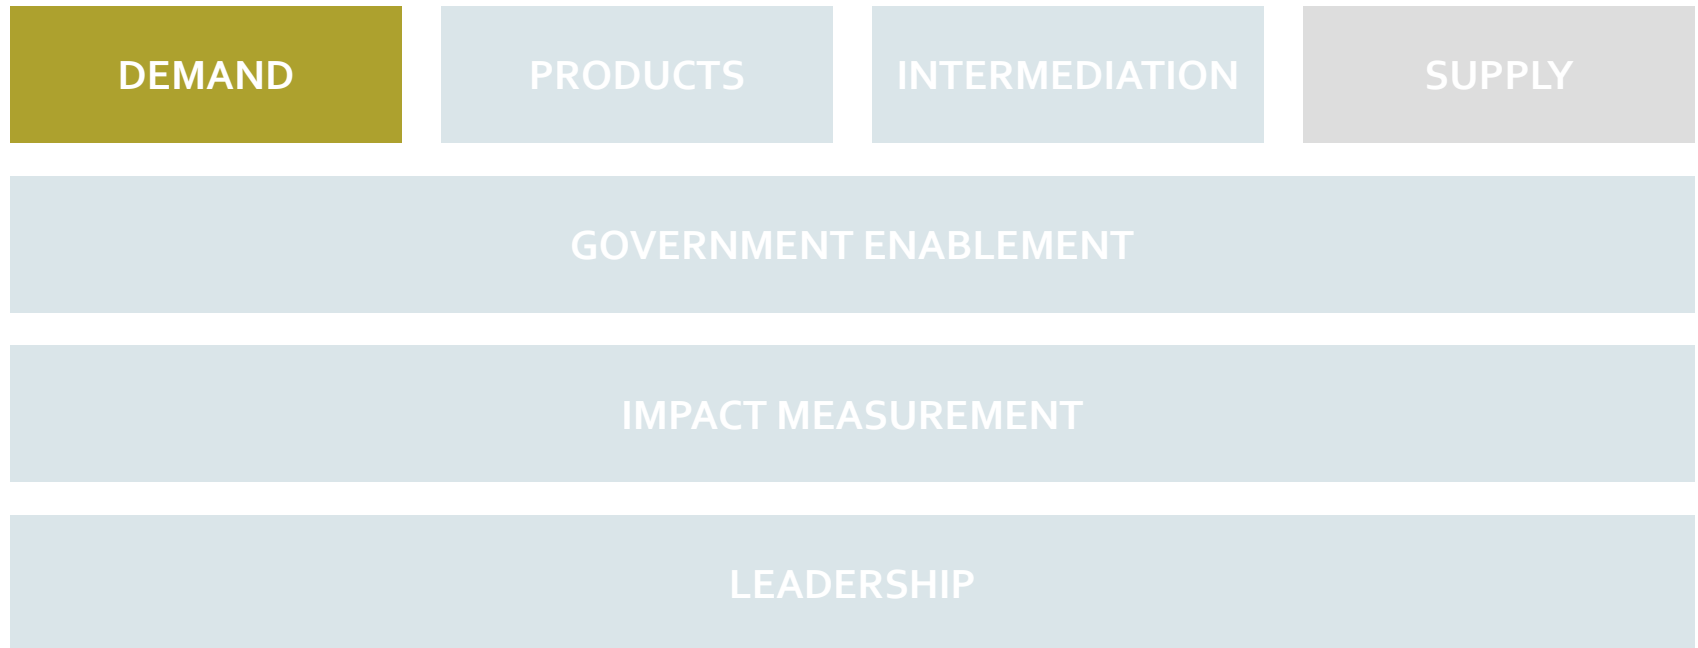 DEMAND
PRODUCTS
INTERMEDIATION
SUPPLY
GOVERNMENT ENABLEMENT
IMPACT MEASUREMENT
LEADERSHIP